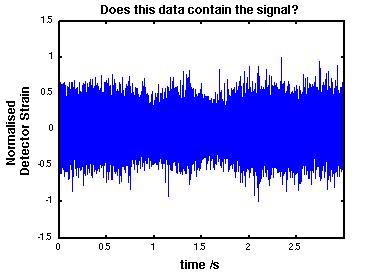 Does this data contain the signal?
1.5
1
0.5
0
-0.5
-1
-1.5
Normalised
Detector Strain
0 0.5 1 1.5 2 2.5
time /s